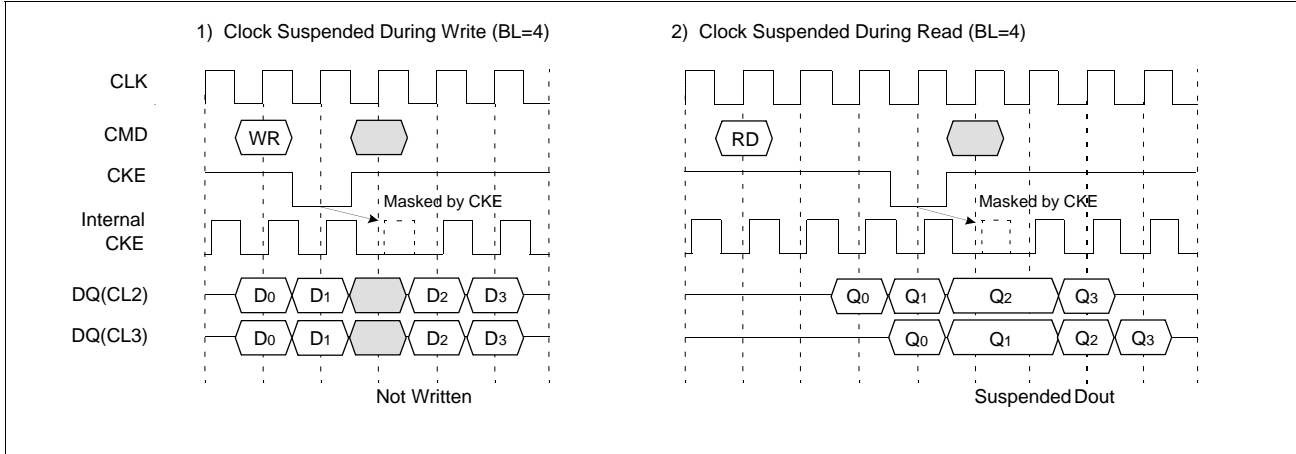 1) Clock Suspended During Write (BL=4)
2) Clock Suspended During Read (BL=4)
CLK
CMD
WR
RD
CKE
Masked by CKE
Masked by CKE
Internal
CKE
DQ(CL2)
D0 D1 D2 D3
Q0 Q1 Q2 Q3
DQ(CL3)
D0 D1 D2 D3
Q0 Q1 Q2 Q3
Not Written
Suspended Dout